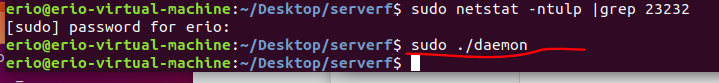 erio@erio-virtual-machine:~/Desktop/serverf$ sudo netstat -ntulp |grep 23232
[sudo] password for erio:
erio@erio-virtual-machine:~/Desktop/serverf$ sudo ./daemon
erio@erio-virtual-machine:~/Desktop/serverf$